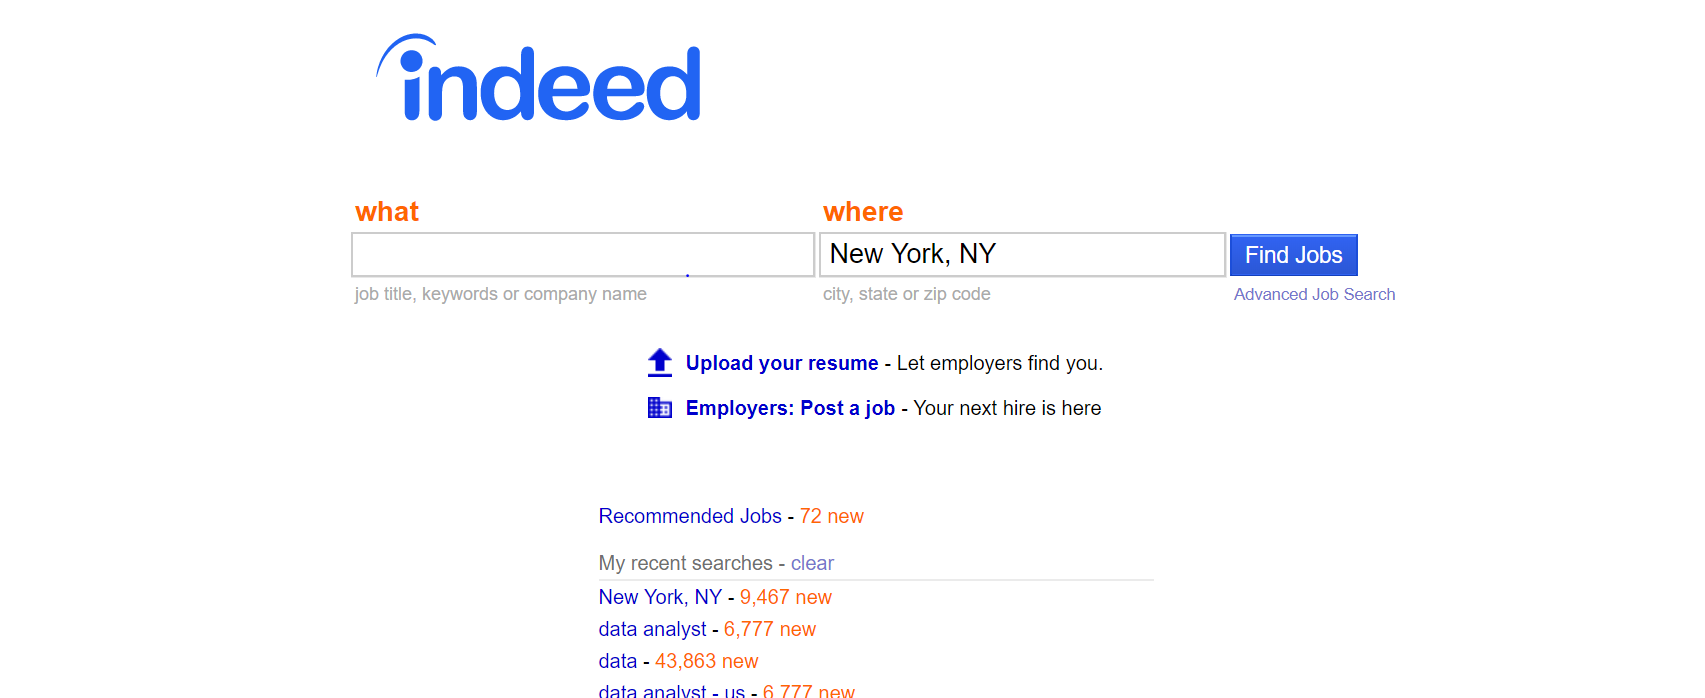 indeed
what
where
New York, NY
Find Jobs
job title, keywords or company name
city, state or zip code
Advanced Job Search
Upload your resume - Let employers find you.
Employers: Post a job - Your next hire is here
Recommended Jobs - 72 new
My recent searches - clear
New York, NY - 9,467 new
data analyst - 6,777 new
data - 43,863 new
data analyst - us - 6,777 new